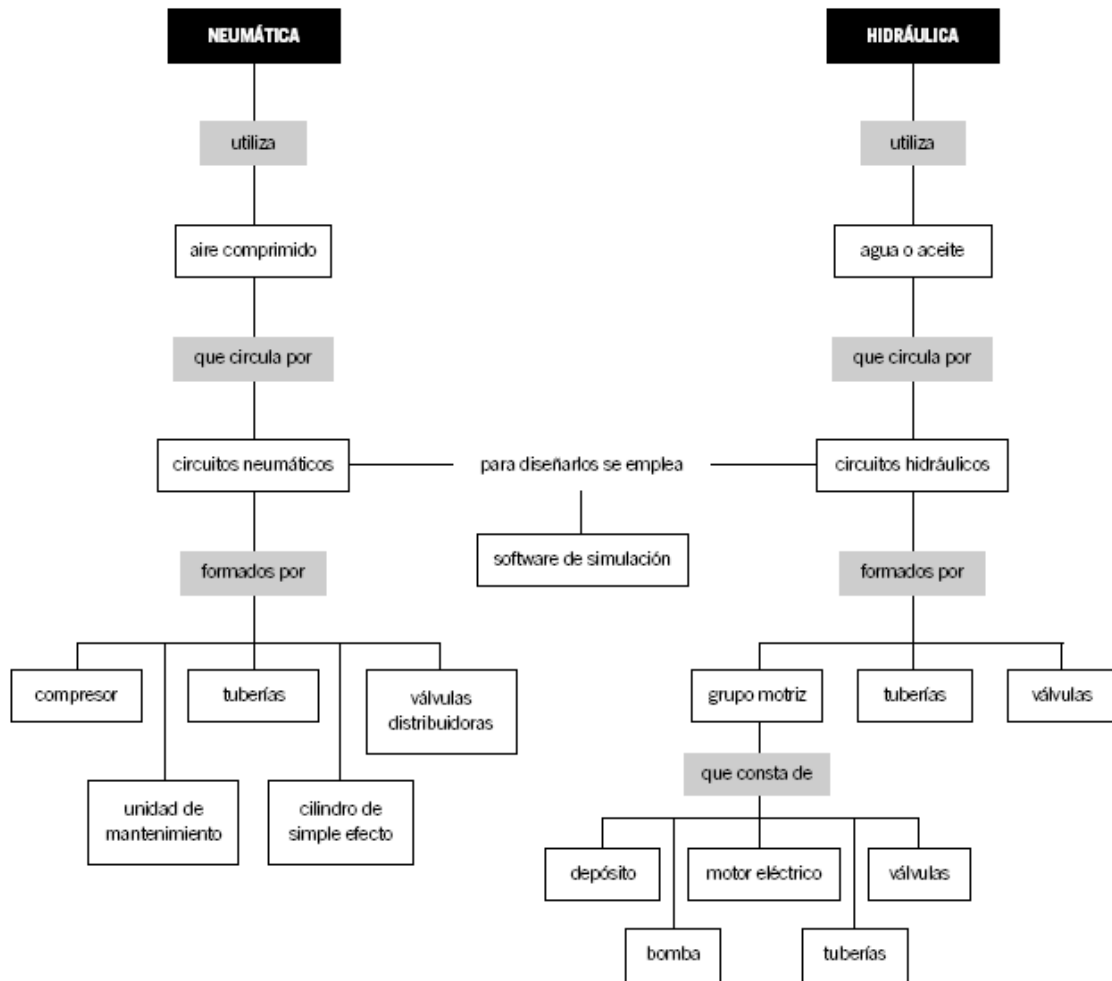 NEUMÁTICA
HIDRÁULICA
utiliza
utiliza
aire comprimido
agua o aceite
que circula por
que circula por
circuitos neumáticos
para diseñarlos se emplea
circuitos hidráulicos
software de simulación
formados por
formados por
compresor
tuberías
válvulas
distribuidoras
grupo motriz
tuberías
válvulas
unidad de
mantenimiento
cilindro de
simple efecto
que consta de
depósito
motor eléctrico
válvulas
bomba
tuberías